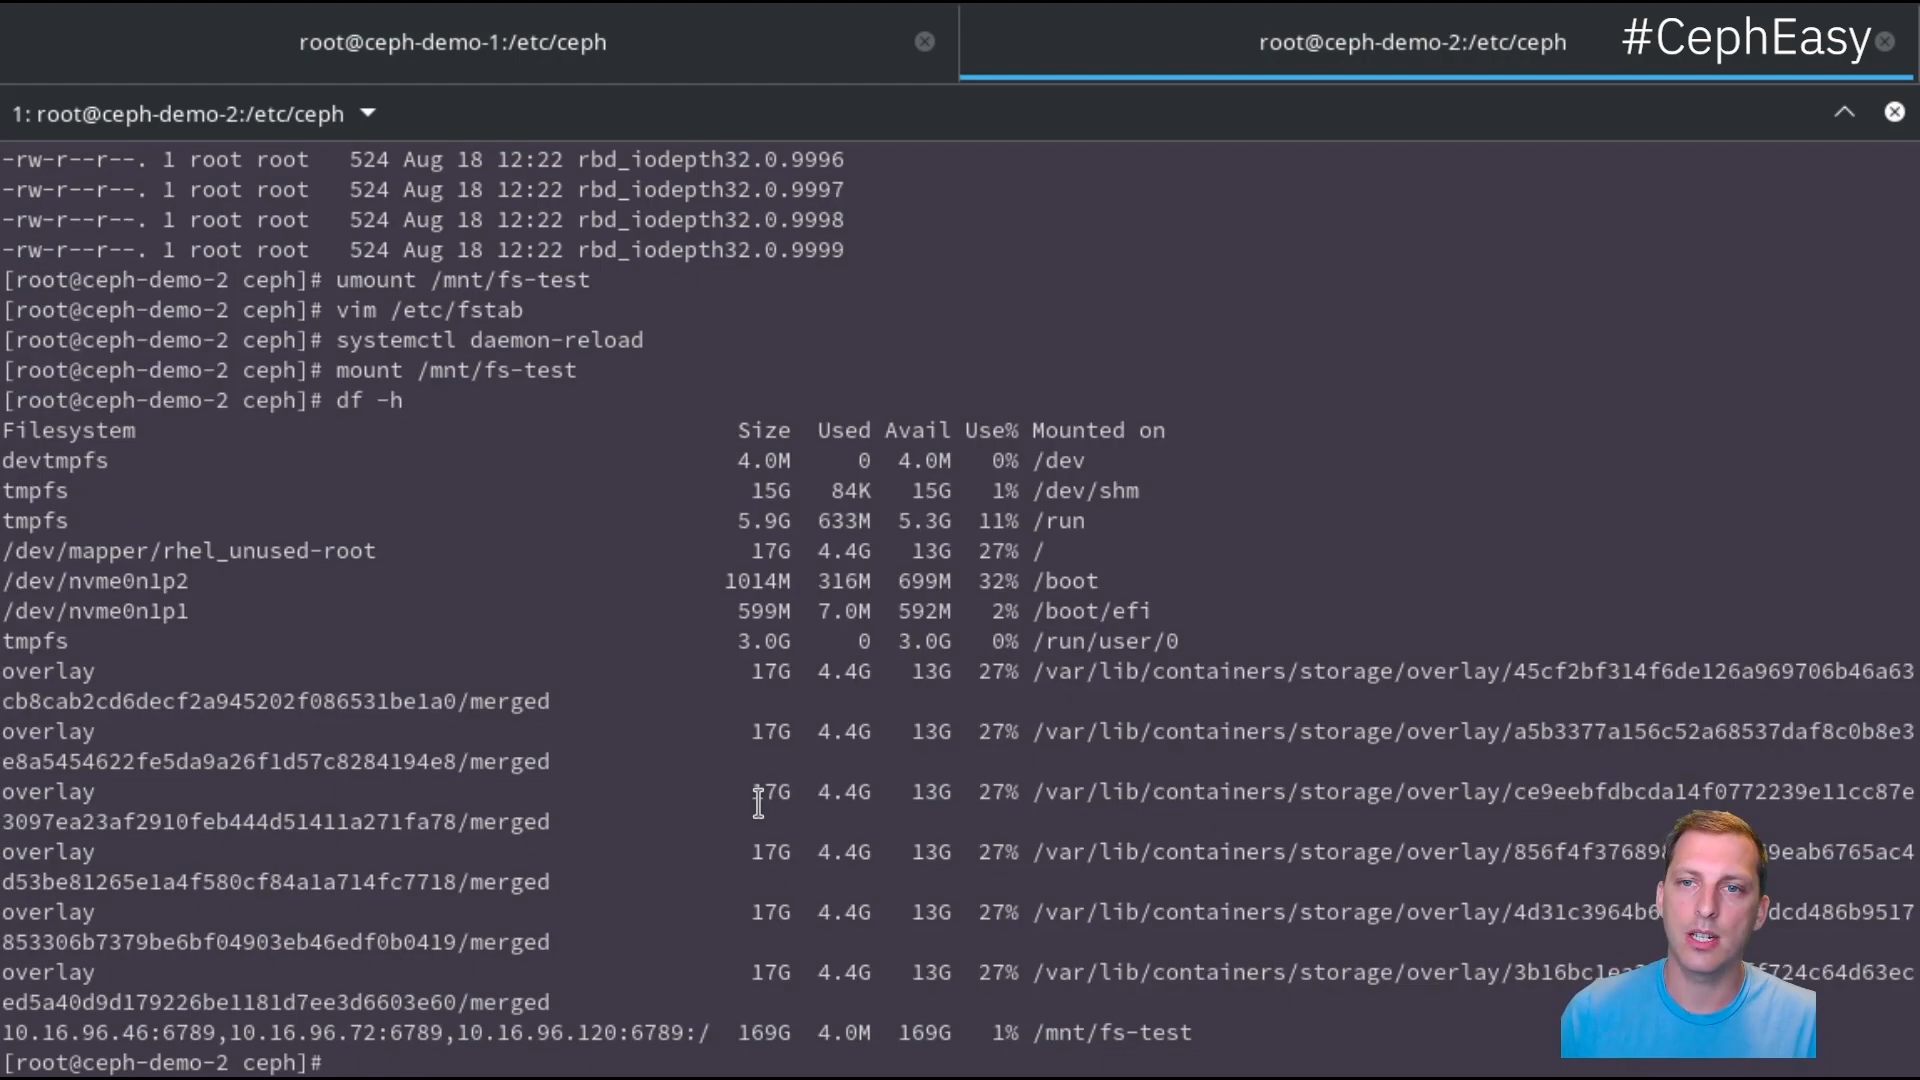 root@ceph-demo-1:/etc/ceph
root@ceph-demo-2:/etc/ceph
#CephEasy
1: root@ceph-demo-2:/etc/ceph
-rw-r--r--. 1 root root   524 Aug 18 12:22 rbd_iodepth32.0.9996
-rw-r--r--. 1 root root   524 Aug 18 12:22 rbd_iodepth32.0.9997
-rw-r--r--. 1 root root   524 Aug 18 12:22 rbd_iodepth32.0.9998
-rw-r--r--. 1 root root   524 Aug 18 12:22 rbd_iodepth32.0.9999
[root@ceph-demo-2 ceph]# umount /mnt/fs-test
[root@ceph-demo-2 ceph]# vim /etc/fstab
[root@ceph-demo-2 ceph]# systemctl daemon-reload
[root@ceph-demo-2 ceph]# mount /mnt/fs-test
[root@ceph-demo-2 ceph]# df -h
Filesystem Size Used Avail Use% Mounted on
devtmpfs 4.0M 0 4.0M 0% /dev
tmpfs 15G 84K 15G 1% /dev/shm
tmpfs 5.9G 633M 5.3G 11% /run
/dev/mapper/rhel_unused-root 17G 4.4G 13G 27% /
/dev/nvme0n1p2 1014M 316M 699M 32% /boot
/dev/nvme0n1p1 599M 7.0M 592M 2% /boot/efi
tmpfs 3.0G 0 3.0G 0% /run/user/0
overlay 17G 4.4G 13G 27% /var/lib/containers/storage/overlay/45cf2bf314f6de126a969706b46a63
cb8cab2cd6decf2a945202f086531be1a0/merged
overlay 17G 4.4G 13G 27% /var/lib/containers/storage/overlay/a5b3377a156c52a68537daf8c0b8e3
e8a5454622fe5da9a26f1d57c8284194e8/merged
overlay 17G 4.4G 13G 27% /var/lib/containers/storage/overlay/ce9eebfdbcda14f0772239e11cc87e
3097ea23af2910feb444d51411a271fa78/merged
overlay 17G 4.4G 13G 27% /var/lib/containers/storage/overlay/856f4f37689 9eab6765ac4
d53be81265e1a4f580cf84a1a714fc7718/merged
overlay 17G 4.4G 13G 27% /var/lib/containers/storage/overlay/4d31c3964b6 dcd486b9517
853306b7379be6bf04903eb46edf0b0419/merged
overlay 17G 4.4G 13G 27% /var/lib/containers/storage/overlay/3b16bc1ea f724c64d63ec
ed5a40d9d179226be1181d7ee3d6603e60/merged
10.16.96.46:6789,10.16.96.72:6789,10.16.96.120:6789:/ 169G 4.0M 169G 1% /mnt/fs-test
[root@ceph-demo-2 ceph]#